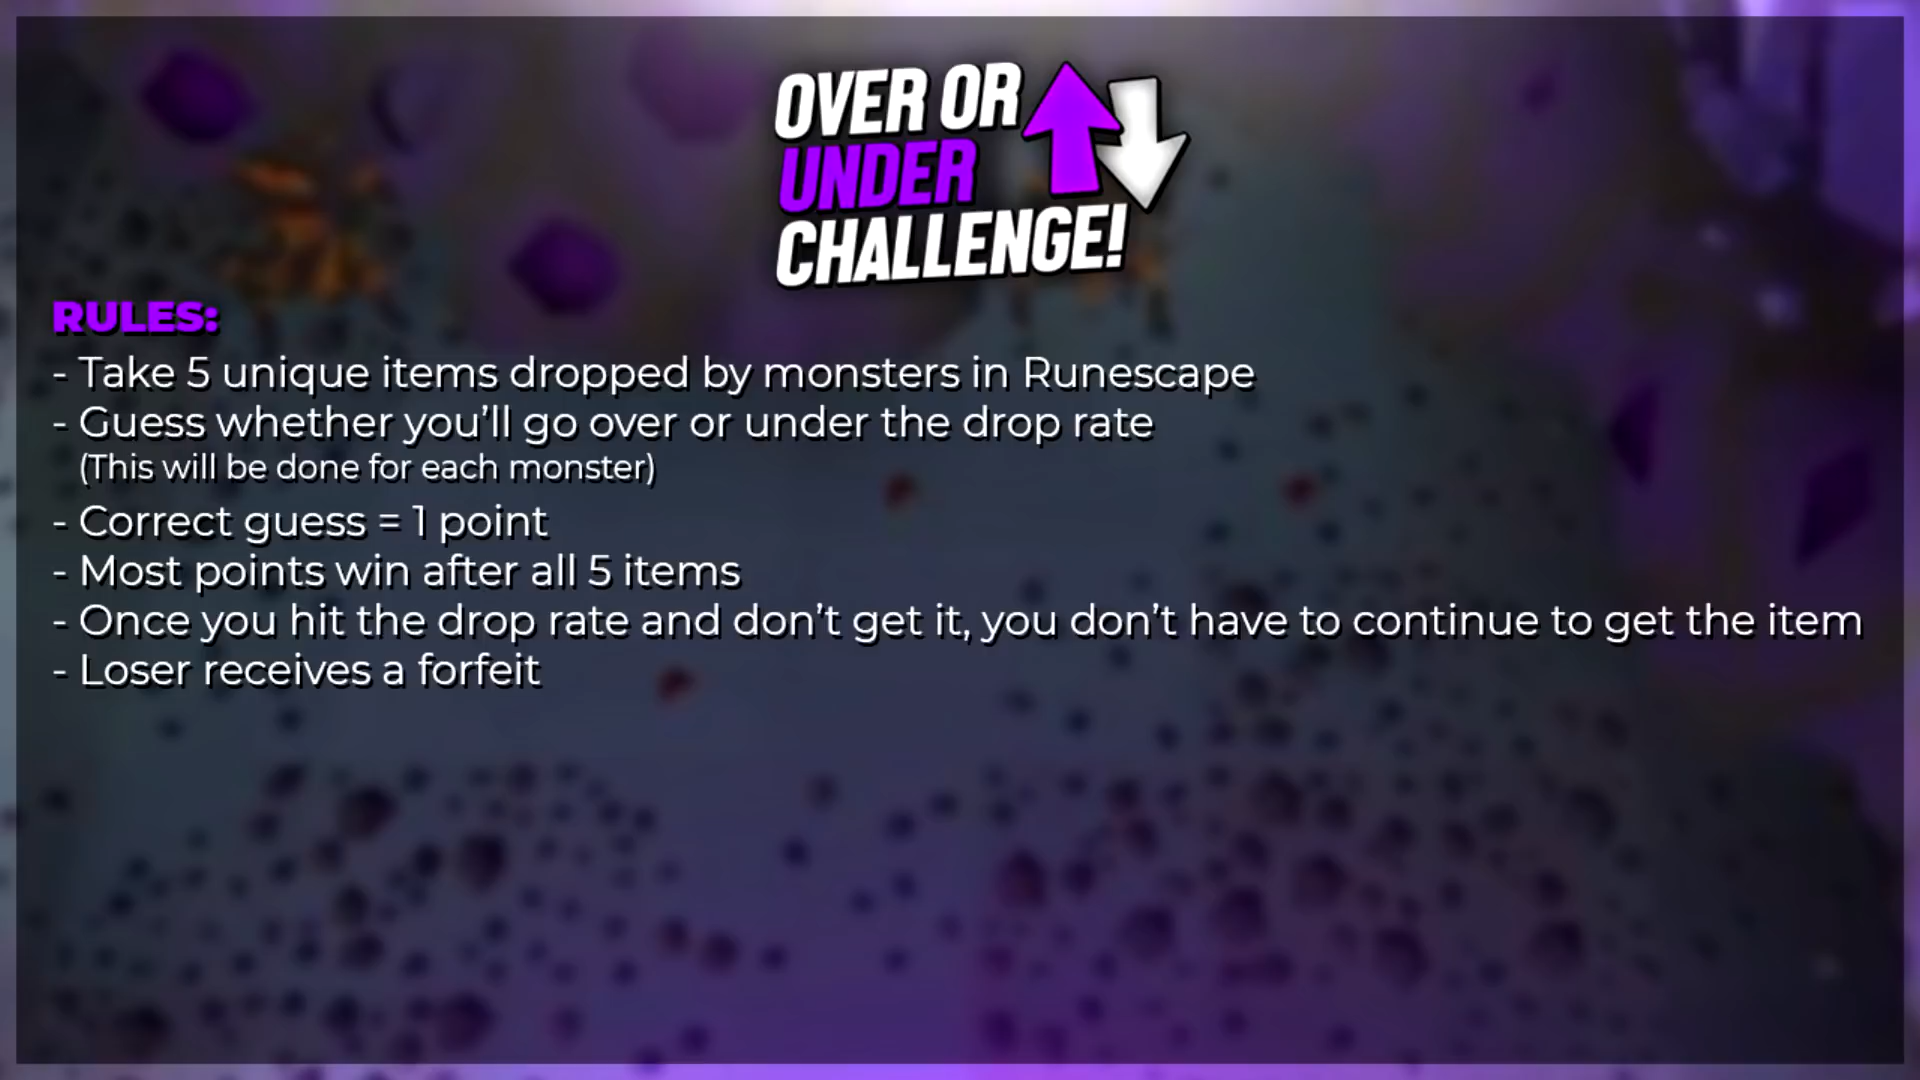 OVER OR
UNDER
CHALLENGE!
RULES:
- Take 5 unique items dropped by monsters in Runescape
- Guess whether you'll go over or under the drop rate
(This will be done for each monster)
- Correct guess = 1 point
- Most points win after all 5 items
- Once you hit the drop rate and don't get it, you don't have to continue to get the item
- Loser receives a forfeit